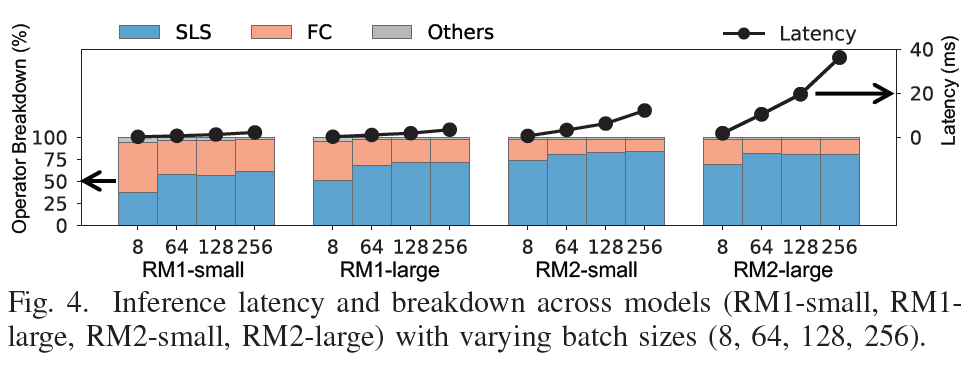 SLS FC Others Latency
Operator Breakdown (%)
100
75
50
25
0
40
20
0
Latency (ms)
8 64 128 256 8 64 128 256 8 64 128 256 8 64 128 256
RM1-small RM1-large RM2-small RM2-large
Fig. 4. Inference latency and breakdown across models (RM1-small, RM1-
large, RM2-small, RM2-large) with varying batch sizes (8, 64, 128, 256).